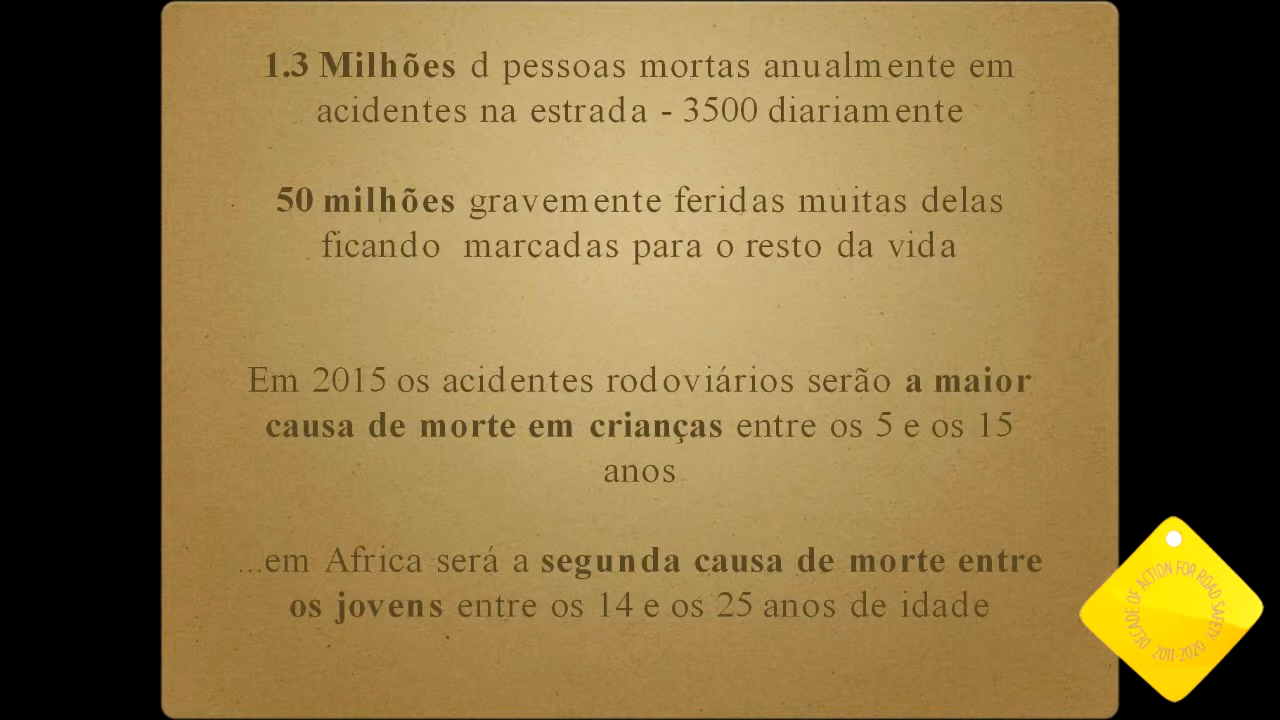 1.3 Milhões d pessoas mortas anualmente em
acidentes na estrada - 3500 diariamente
50 milhões gravemente feridas muitas delas
ficando marcadas para o resto da vida
Em 2015 os acidentes rodoviários serão a maior
causa de morte em crianças entre os 5 e os 15
anos
...em Africa será a segunda causa de morte entre
os jovens entre os 14 e os 25 anos de idade
DECADE OF ACTION FOR ROAD SAFETY
2011-2020